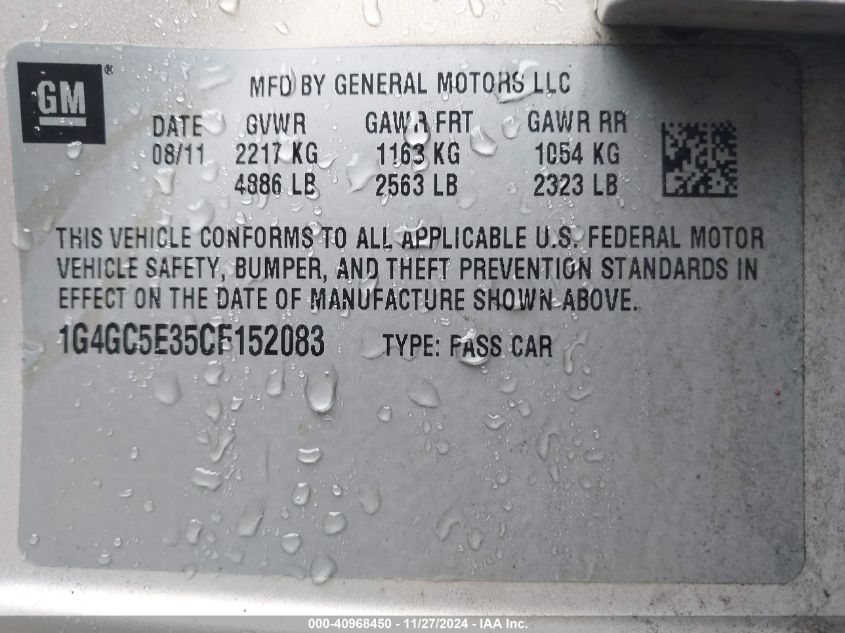 GM ®
MFD BY GENERAL MOTORS LLC
DATE GVWR GAWR FRT GAWR RR
08/11 2217 KG 1163 KG 1054 KG
4886 LB 2563 LB 2323 LB
THIS VEHICLE CONFORMS TO ALL APPLICABLE U.S. FEDERAL MOTOR
VEHICLE SAFETY, BUMPER, AND THEFT PREVENTION STANDARDS IN
EFFECT ON THE DATE OF MANUFACTURE SHOWN ABOVE.
1G4GC5E35CF152083 TYPE: PASS CAR
000-40968450 - 11/27/2024 - IAA Inc.